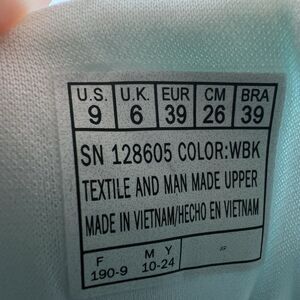 U.S. U.K. EUR CM BRA
9 6 39 26 39
SN 128605 COLOR:WBK
TEXTILE AND MAN MADE UPPER
MADE IN VIETNAM/HECHO EN VIETNAM
F M Y
190-9 10-24